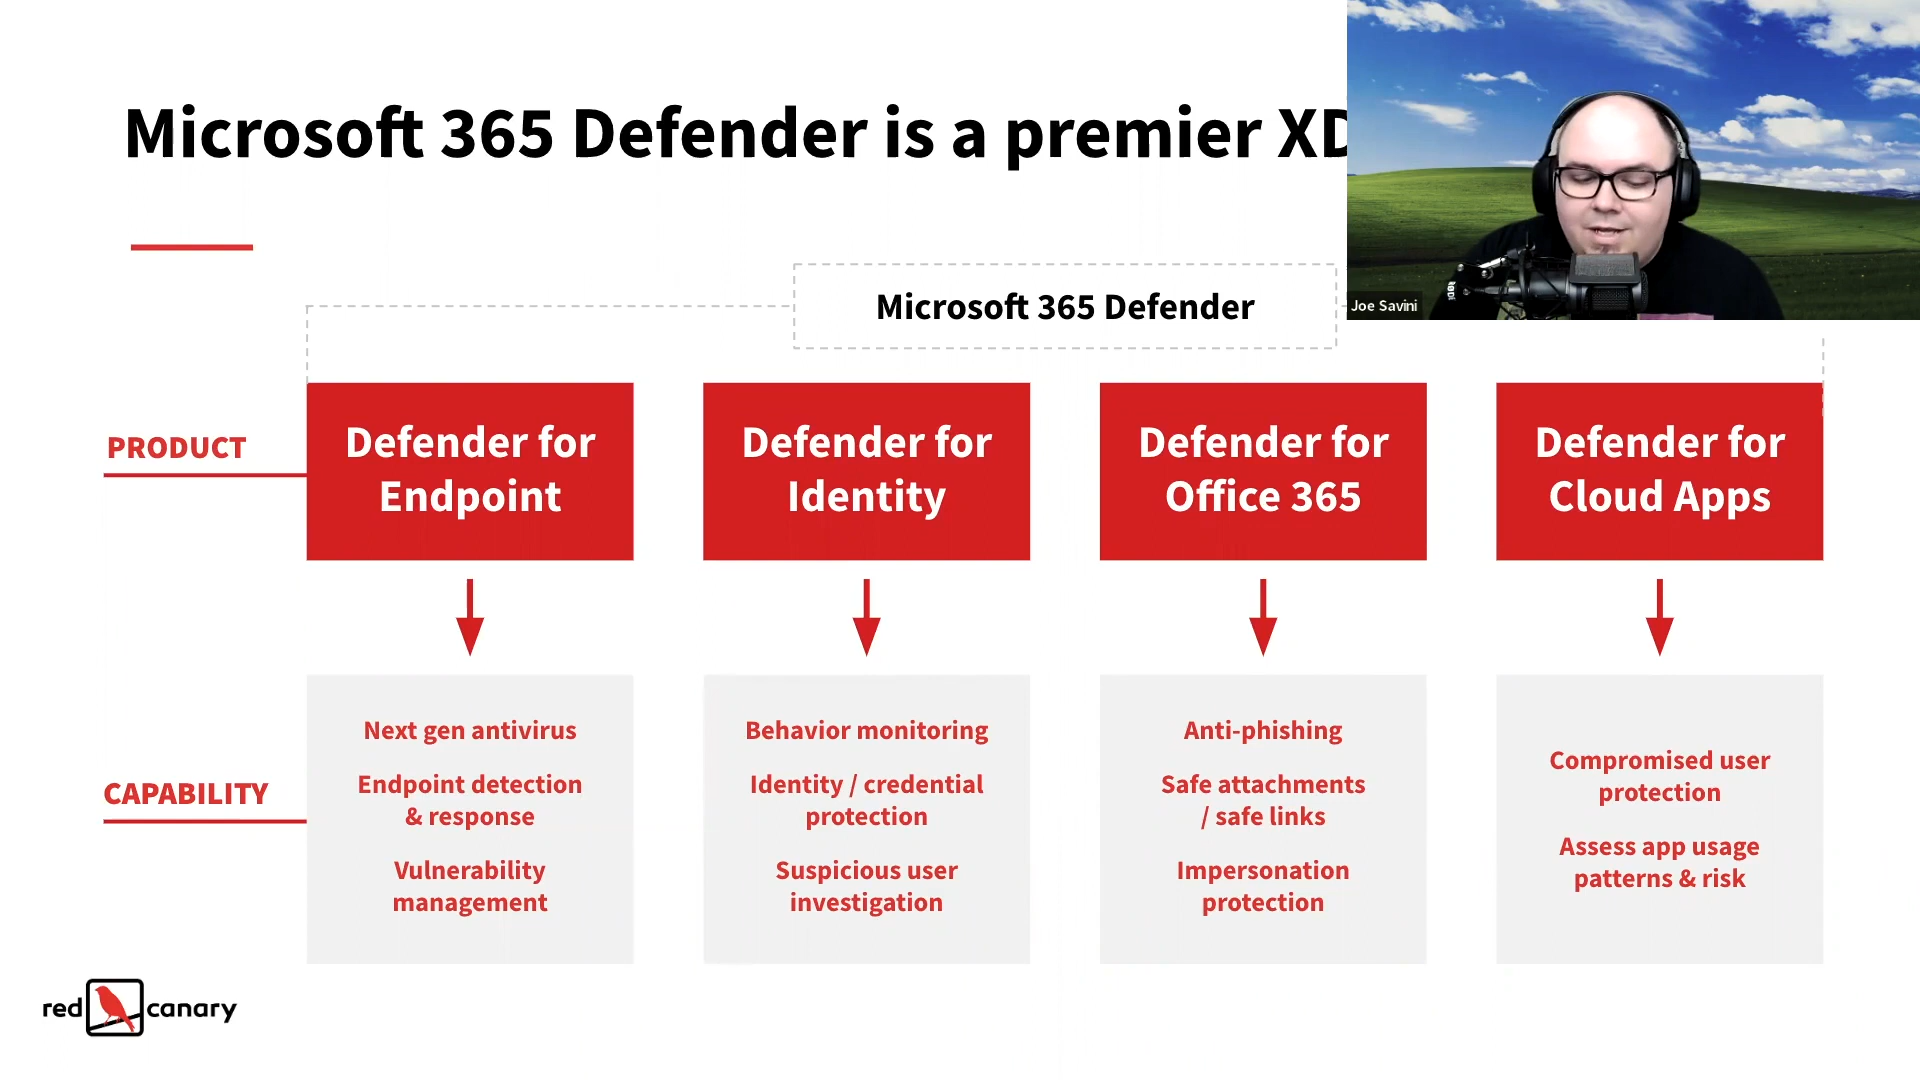 Microsoft 365 Defender is a premier XD
Joe Savini
Microsoft 365 Defender
PRODUCT
Defender for
Endpoint
Defender for
Identity
Defender for
Office 365
Defender for
Cloud Apps
CAPABILITY
Next gen antivirus
Endpoint detection
& response
Vulnerability
management
Behavior monitoring
Identity / credential
protection
Suspicious user
investigation
Anti-phishing
Safe attachments
/ safe links
Impersonation
protection
Compromised user
protection
Assess app usage
patterns & risk
red canary